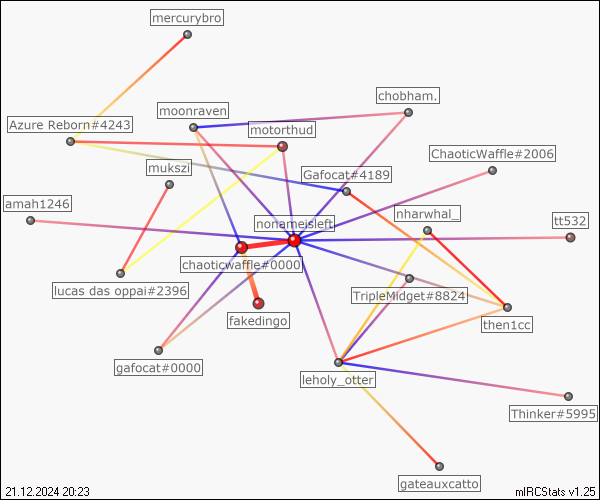 mercurybro
chobham.
moonraven
Azure Reborn#4243
motorthud
ChaoticWaffle#2006
mukszi
Gafocat#4189
amah1246
nharwhal_
nonameisleft
tt532
chaoticwaffle#0000
lucas das oppai#2396
TripleMidget#8824
fakedingo
then1cc
gafocat#0000
leholy_otter
Thinker#5995
gateauxcatto
21.12.2024 20:23
mIRCStats v1.25